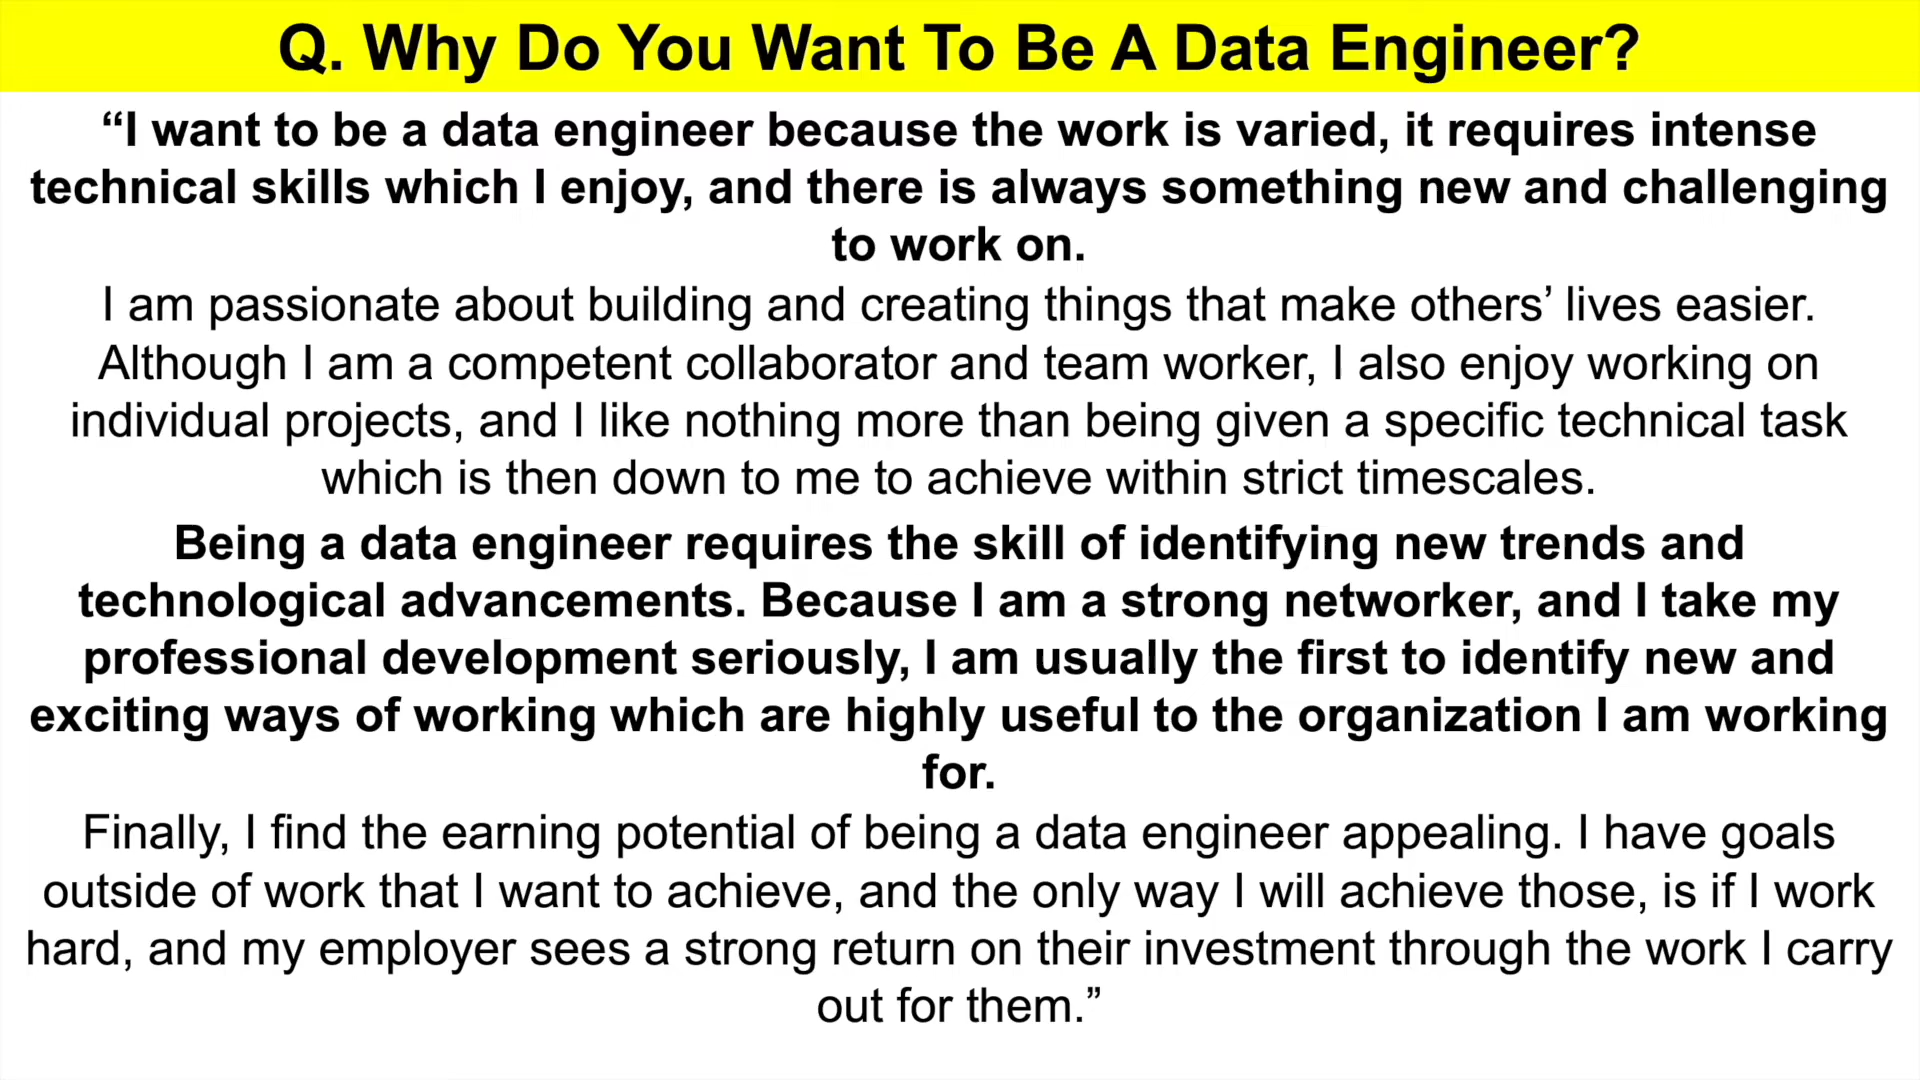 Q. Why Do You Want To Be A Data Engineer?
“I want to be a data engineer because the work is varied, it requires intense
technical skills which I enjoy, and there is always something new and challenging
to work on.
I am passionate about building and creating things that make others’ lives easier.
Although I am a competent collaborator and team worker, I also enjoy working on
individual projects, and I like nothing more than being given a specific technical task
which is then down to me to achieve within strict timescales.
Being a data engineer requires the skill of identifying new trends and
technological advancements. Because I am a strong networker, and I take my
professional development seriously, I am usually the first to identify new and
exciting ways of working which are highly useful to the organization I am working
for.
Finally, I find the earning potential of being a data engineer appealing. I have goals
outside of work that I want to achieve, and the only way I will achieve those, is if I work
hard, and my employer sees a strong return on their investment through the work I carry
out for them.”